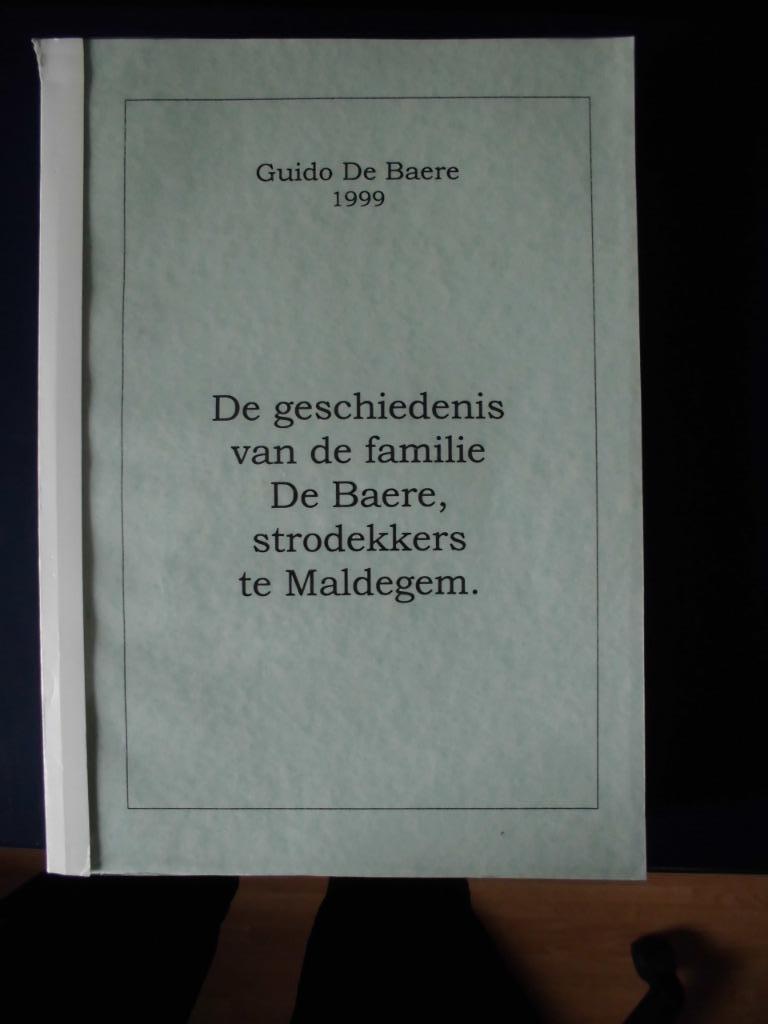 Guido De Baere
1999
De geschiedenis
van de familie
De Baere,
strodekkers
te Maldegem.